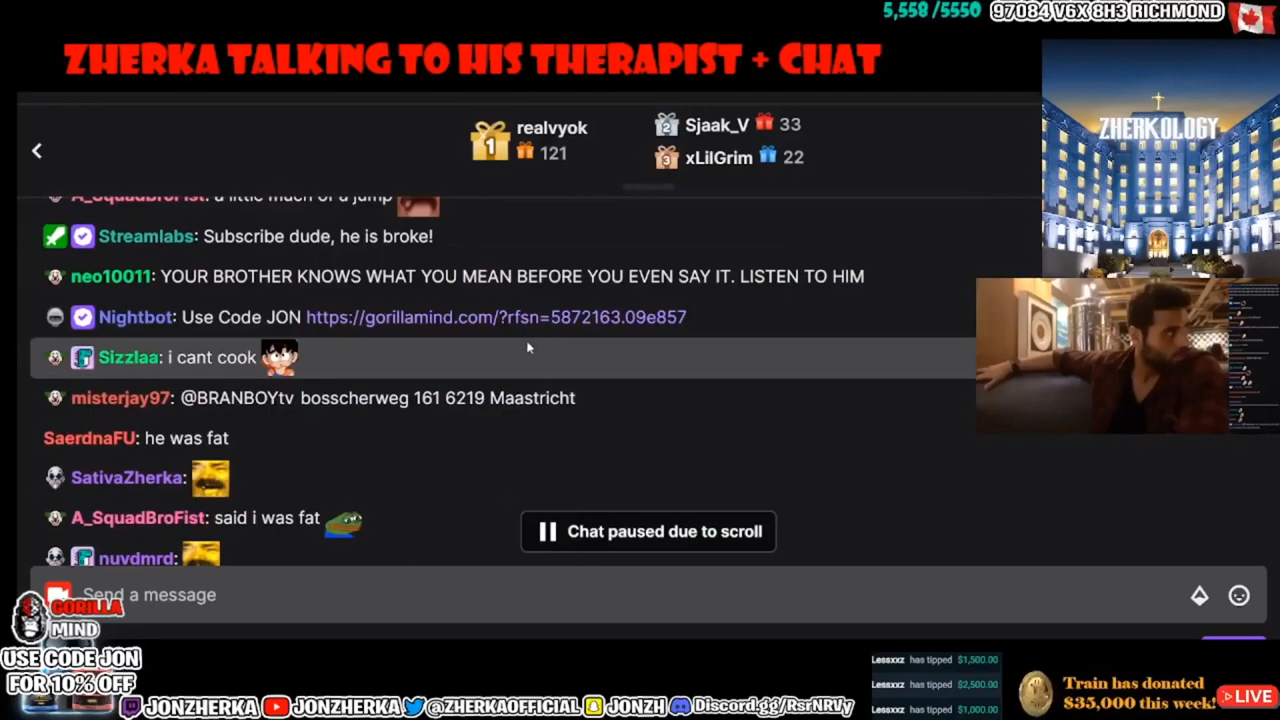 5,558 /5550 97084 V6X 8H3 RICHMOND
ZHERKA TALKING TO HIS THERAPIST + CHAT
ZHERKOLOGY
1 realvyok 121
2 Sjaak_V 33
3 xLilGrim 22
A_SquadBroFist: a little much of a jump
Streamlabs: Subscribe dude, he is broke!
neo10011: YOUR BROTHER KNOWS WHAT YOU MEAN BEFORE YOU EVEN SAY IT. LISTEN TO HIM
Nightbot: Use Code JON https://gorillamind.com/?rfsn=5872163.09e857
Sizzlaa: i cant cook
misterjay97: @BRANBOYtv bosscherweg 161 6219 Maastricht
SaerdnaFU: he was fat
SativaZherka:
A_SquadBroFist: said i was fat
Chat paused due to scroll
nuvdmrd:
Send a message
GORILLA
MIND
USE CODE JON
FOR 10% OFF
JONZHERKA JONZHERKA @ZHERKAOFFICIAL JONZH Discord.gg/RsrNRVy
Lessxxz has tipped $1,500.00
Lessxxz has tipped $2,500.00
Lessxxz has tipped $1,000.00
Train has donated
$35,000 this week!
LIVE